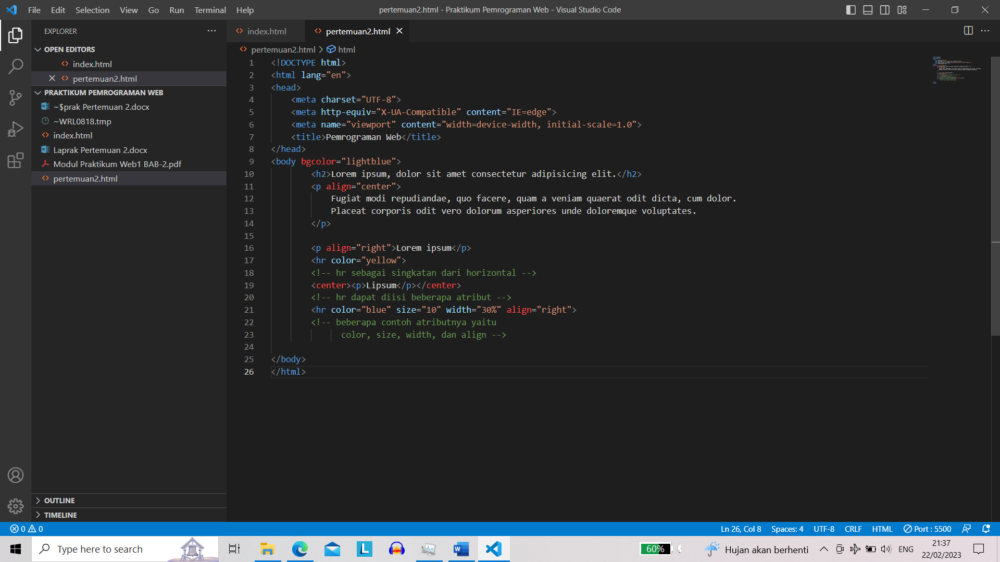 File Edit Selection View Go Run Terminal Help
pertemuan2.html - Praktikum Pemrograman Web - Visual Studio Code
EXPLORER
OPEN EDITORS
index.html
pertemuan2.html
PRAKTIKUM PEMROGRAMAN WEB
~$prak Pertemuan 2.docx
~WRL0818.tmp
index.html
Laprak Pertemuan 2.docx
Modul Praktikum Web1 BAB-2.pdf
pertemuan2.html
OUTLINE
TIMELINE
index.html
pertemuan2.html
pertemuan2.html > html
1 <!DOCTYPE html>
2 <html lang="en">
3 <head>
4 <meta charset="UTF-8">
5 <meta http-equiv="X-UA-Compatible" content="IE=edge">
6 <meta name="viewport" content="width=device-width, initial-scale=1.0">
7 <title>Pemrograman Web</title>
8 </head>
9 <body bgcolor="lightblue">
10 <h2>Lorem ipsum, dolor sit amet consectetur adipisicing elit.</h2>
11 <p align="center">
12 Fugiat modi repudiandae, quo facere, quam a veniam quaerat odit dicta, cum dolor.
13 Placeat corporis odit vero dolorum asperiores unde doloremque voluptates.
14 </p>
15
16 <p align="right">Lorem ipsum</p>
17 <hr color="yellow">
18 <!-- hr sebagai singkatan dari horizontal -->
19 <center><p>Lipsum</p></center>
20 <!-- hr dapat diisi beberapa atribut -->
21 <hr color="blue" size="10" width="30%" align="right">
22 <!-- beberapa contoh atributnya yaitu
23 color, size, width, dan align -->
24
25 </body>
26 </html>
0 0
Ln 26, Col 8 Spaces: 4 UTF-8 CRLF HTML Port : 5500
Type here to search
L
60%
Hujan akan berhenti
ENG
21:37
22/02/2023